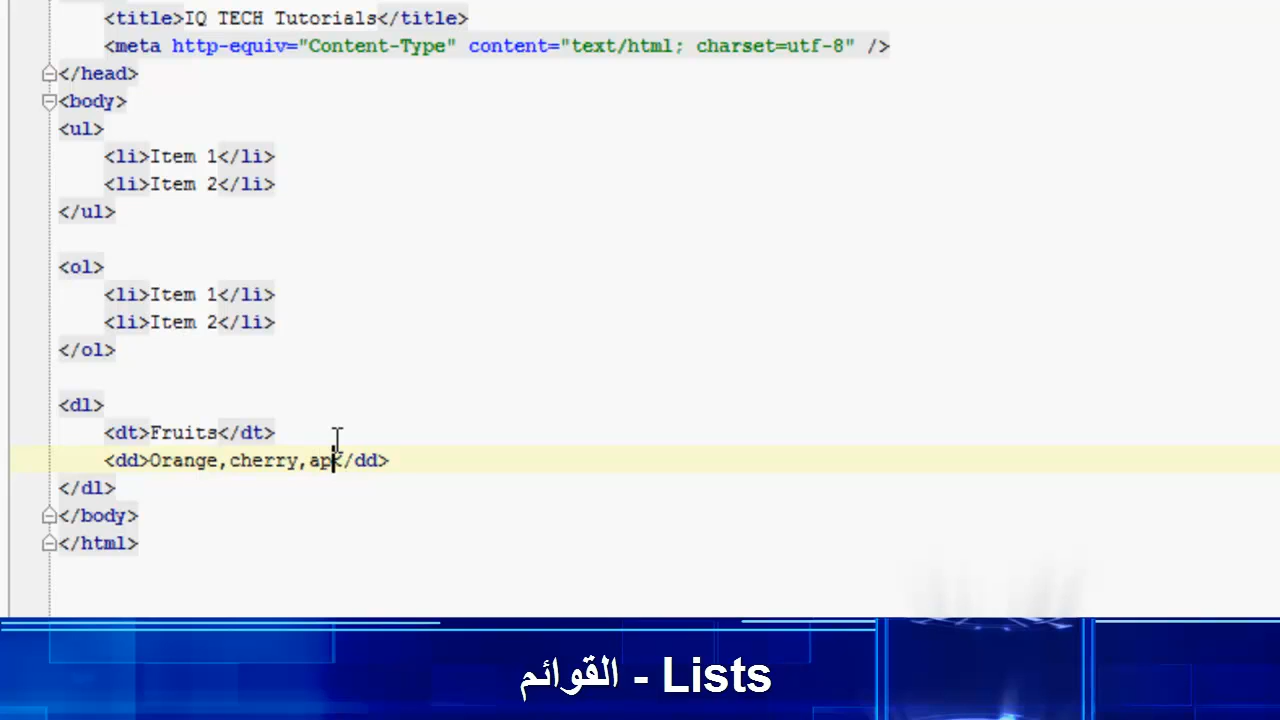 <title>IQ TECH Tutorials</title>
<meta http-equiv="Content-Type" content="text/html; charset=utf-8" />
</head>
<body>
<ul>
<li>Item 1</li>
<li>Item 2</li>
</ul>
<ol>
<li>Item 1</li>
<li>Item 2</li>
</ol>
<dl>
<dt>Fruits</dt>
<dd>Orange,cherry,ap</dd>
</dl>
</body>
</html>
القوائم - Lists